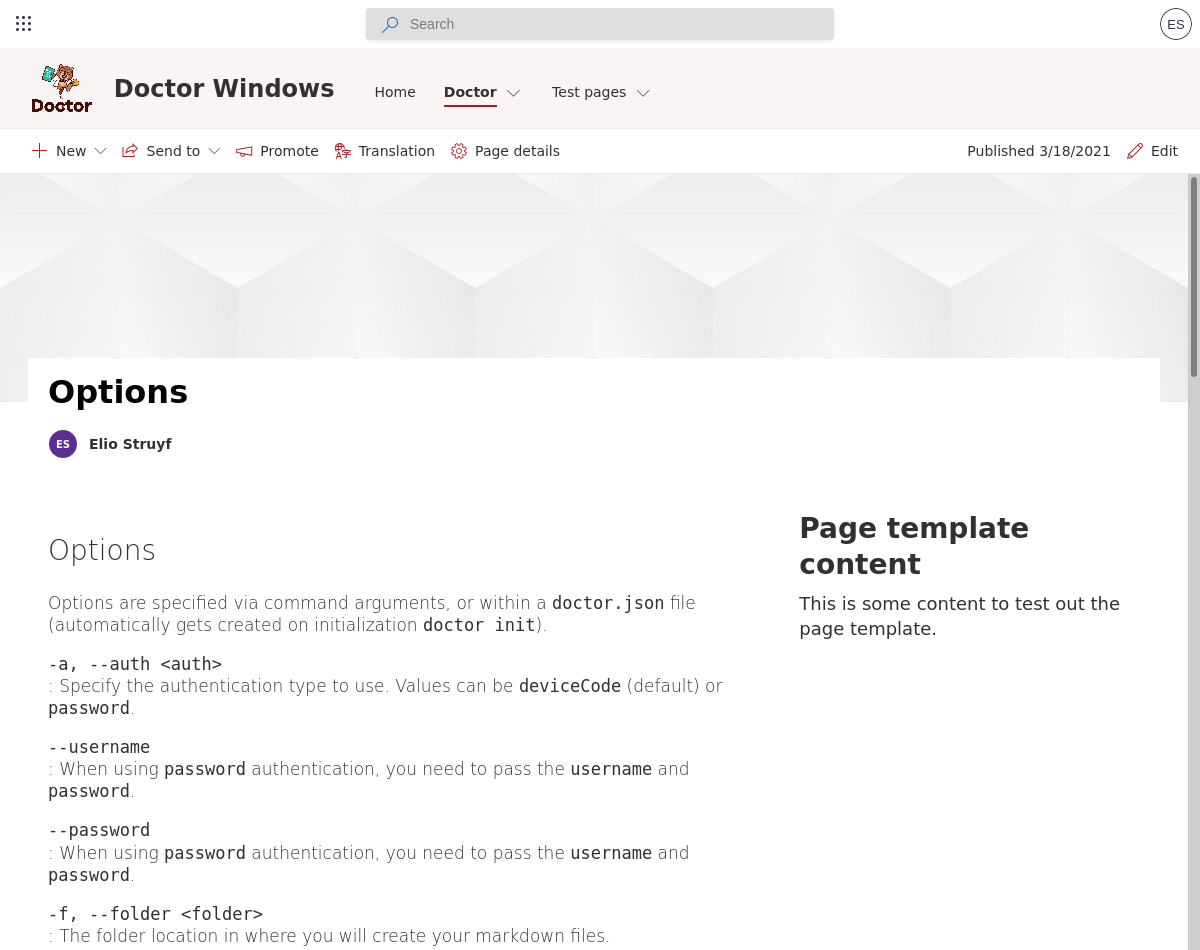 Search
ES
Doctor
Doctor Windows
Home
Doctor
Test pages
New
Send to
Promote
Translation
Page details
Published 3/18/2021
Edit
Options
ES
Elio Struyf
Options
Options are specified via command arguments, or within a doctor.json file
(automatically gets created on initialization doctor init).
-a, --auth <auth>
: Specify the authentication type to use. Values can be deviceCode (default) or
password.
--username
: When using password authentication, you need to pass the username and
password.
--password
: When using password authentication, you need to pass the username and
password.
-f, --folder <folder>
: The folder location in where you will create your markdown files.
Page template
content
This is some content to test out the
page template.